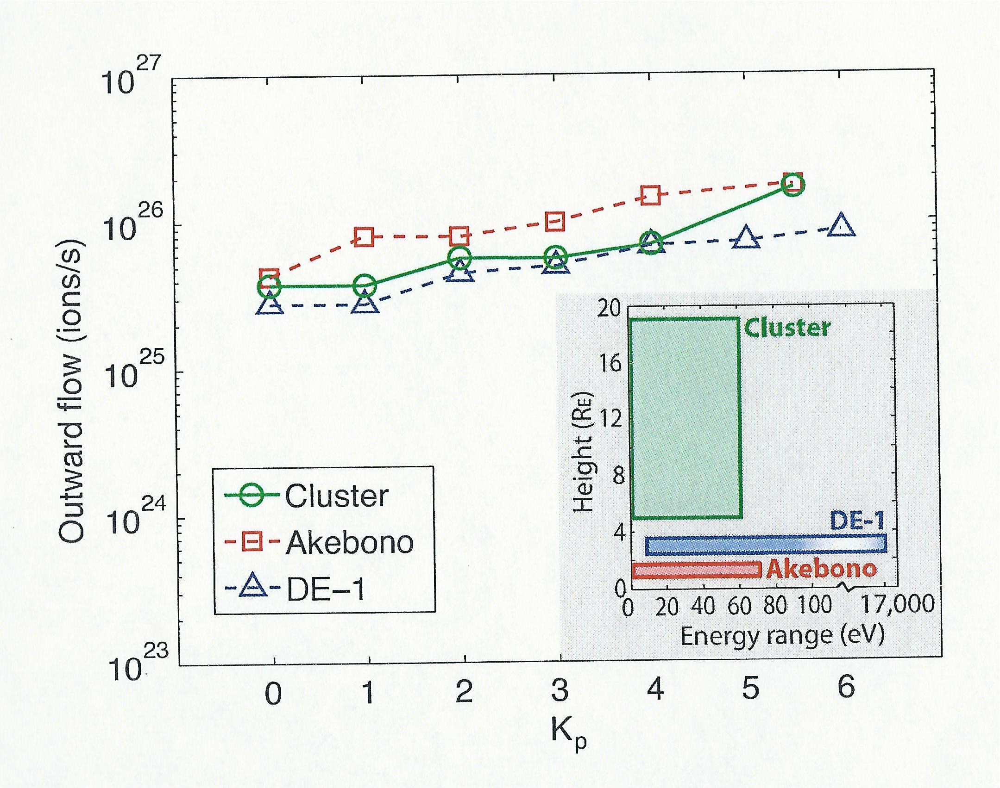 Outward flow (ions/s)
10^27
10^26
10^25
10^24
10^23
0 1 2 3 4 5 6
Kp
Cluster
Akebono
DE–1
Height (RE)
20
16
12
8
4
0
0 20 40 60 80 100 17,000
Energy range (eV)
Cluster
DE-1
Akebono